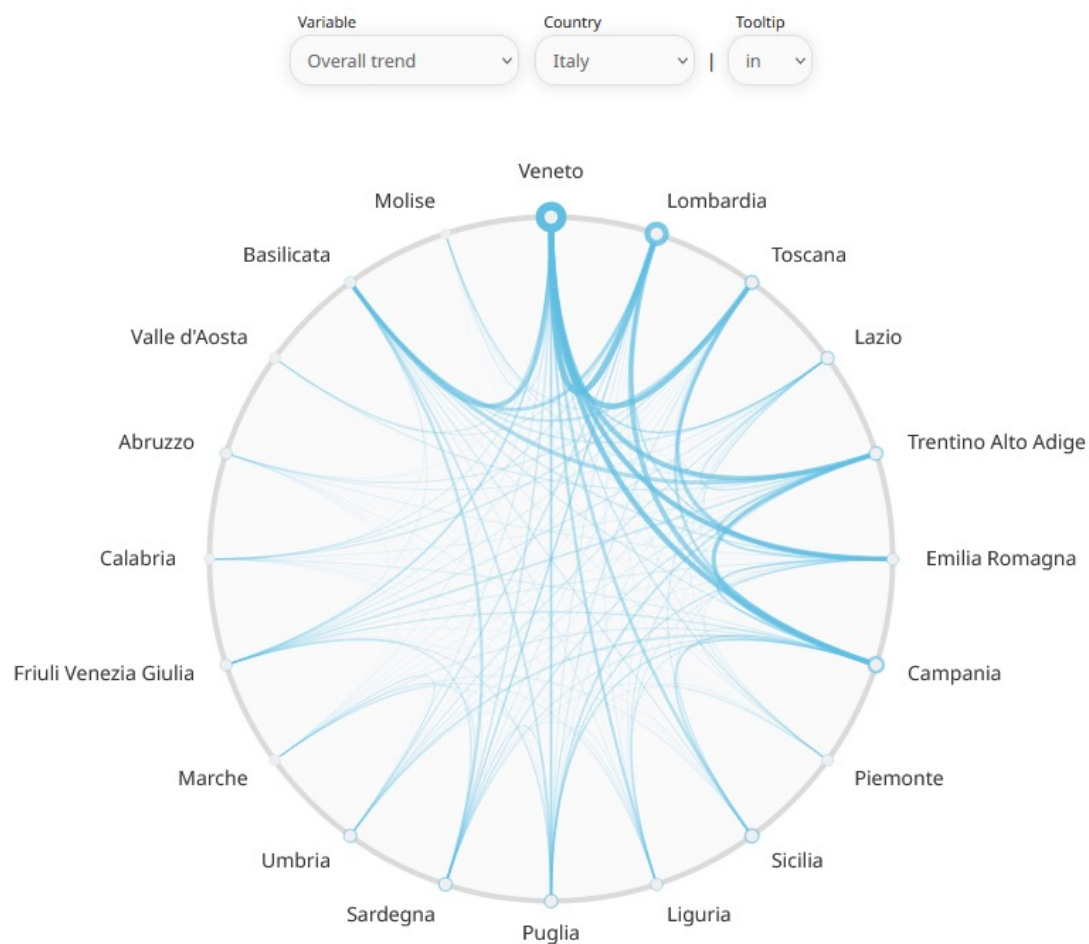 Variable Country Tooltip
Overall trend Italy | in
Veneto
Molise Lombardia
Basilicata Toscana
Valle d'Aosta Lazio
Abruzzo Trentino Alto Adige
Calabria Emilia Romagna
Friuli Venezia Giulia Campania
Marche Piemonte
Umbria Sicilia
Sardegna Liguria
Puglia